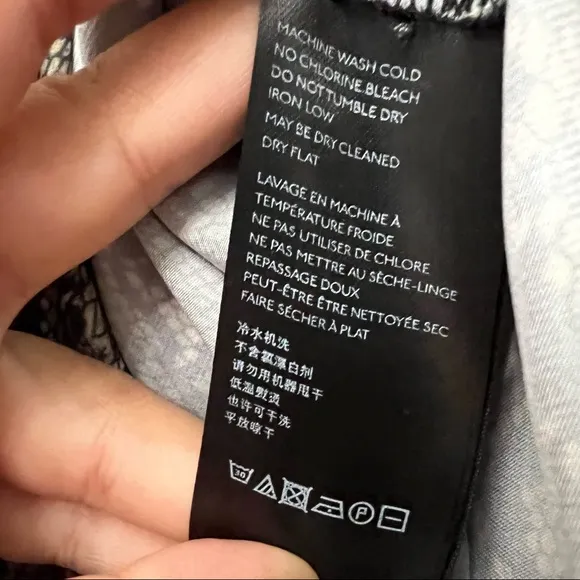 MACHINE WASH COLD
NO CHLORINE BLEACH
DO NOT TUMBLE DRY
IRON LOW
MAY BE DRY CLEANED
DRY FLAT
LAVAGE EN MACHINE À
TEMPÉRATURE FROIDE
NE PAS UTILISER DE CHLORE
NE PAS METTRE AU SÈCHE-LINGE
REPASSAGE DOUX
PEUT-ÊTRE ÊTRE NETTOYÉE SEC
FAIRE SÉCHER À PLAT
冷水机洗
不含氯漂白剂
请勿用机器甩干
低温熨烫
也许可干洗
平放晾干
30 P